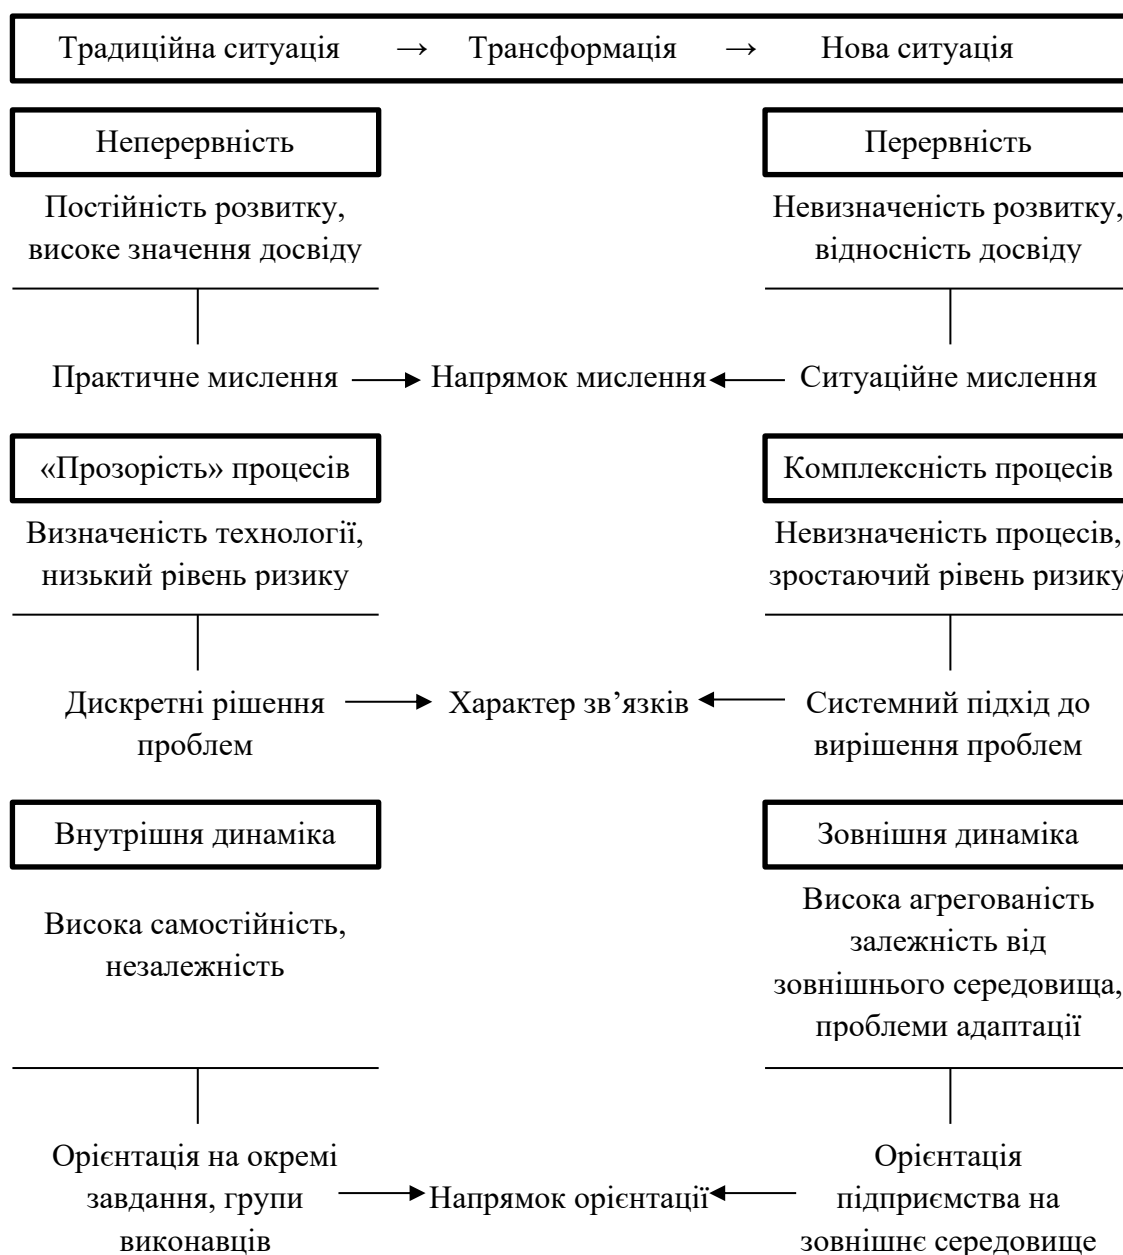 Традиційна ситуація → Трансформація → Нова ситуація
Неперервність
Перервність
Постійність розвитку,
високе значення досвіду
Невизначеність розвитку,
відносність досвіду
Практичне мислення
Напрямок мислення
Ситуаційне мислення
«Прозорість» процесів
Комплексність процесів
Визначеність технології,
низький рівень ризику
Невизначеність процесів,
зростаючий рівень ризику
Дискретні рішення
проблем
Характер зв’язків
Системний підхід до
вирішення проблем
Внутрішня динаміка
Зовнішня динаміка
Висока самостійність,
незалежність
Висока агрегованість
залежність від
зовнішнього середовища,
проблеми адаптації
Орієнтація на окремі
завдання, групи
виконавців
Напрямок орієнтації
Орієнтація
підприємства на
зовнішнє середовище